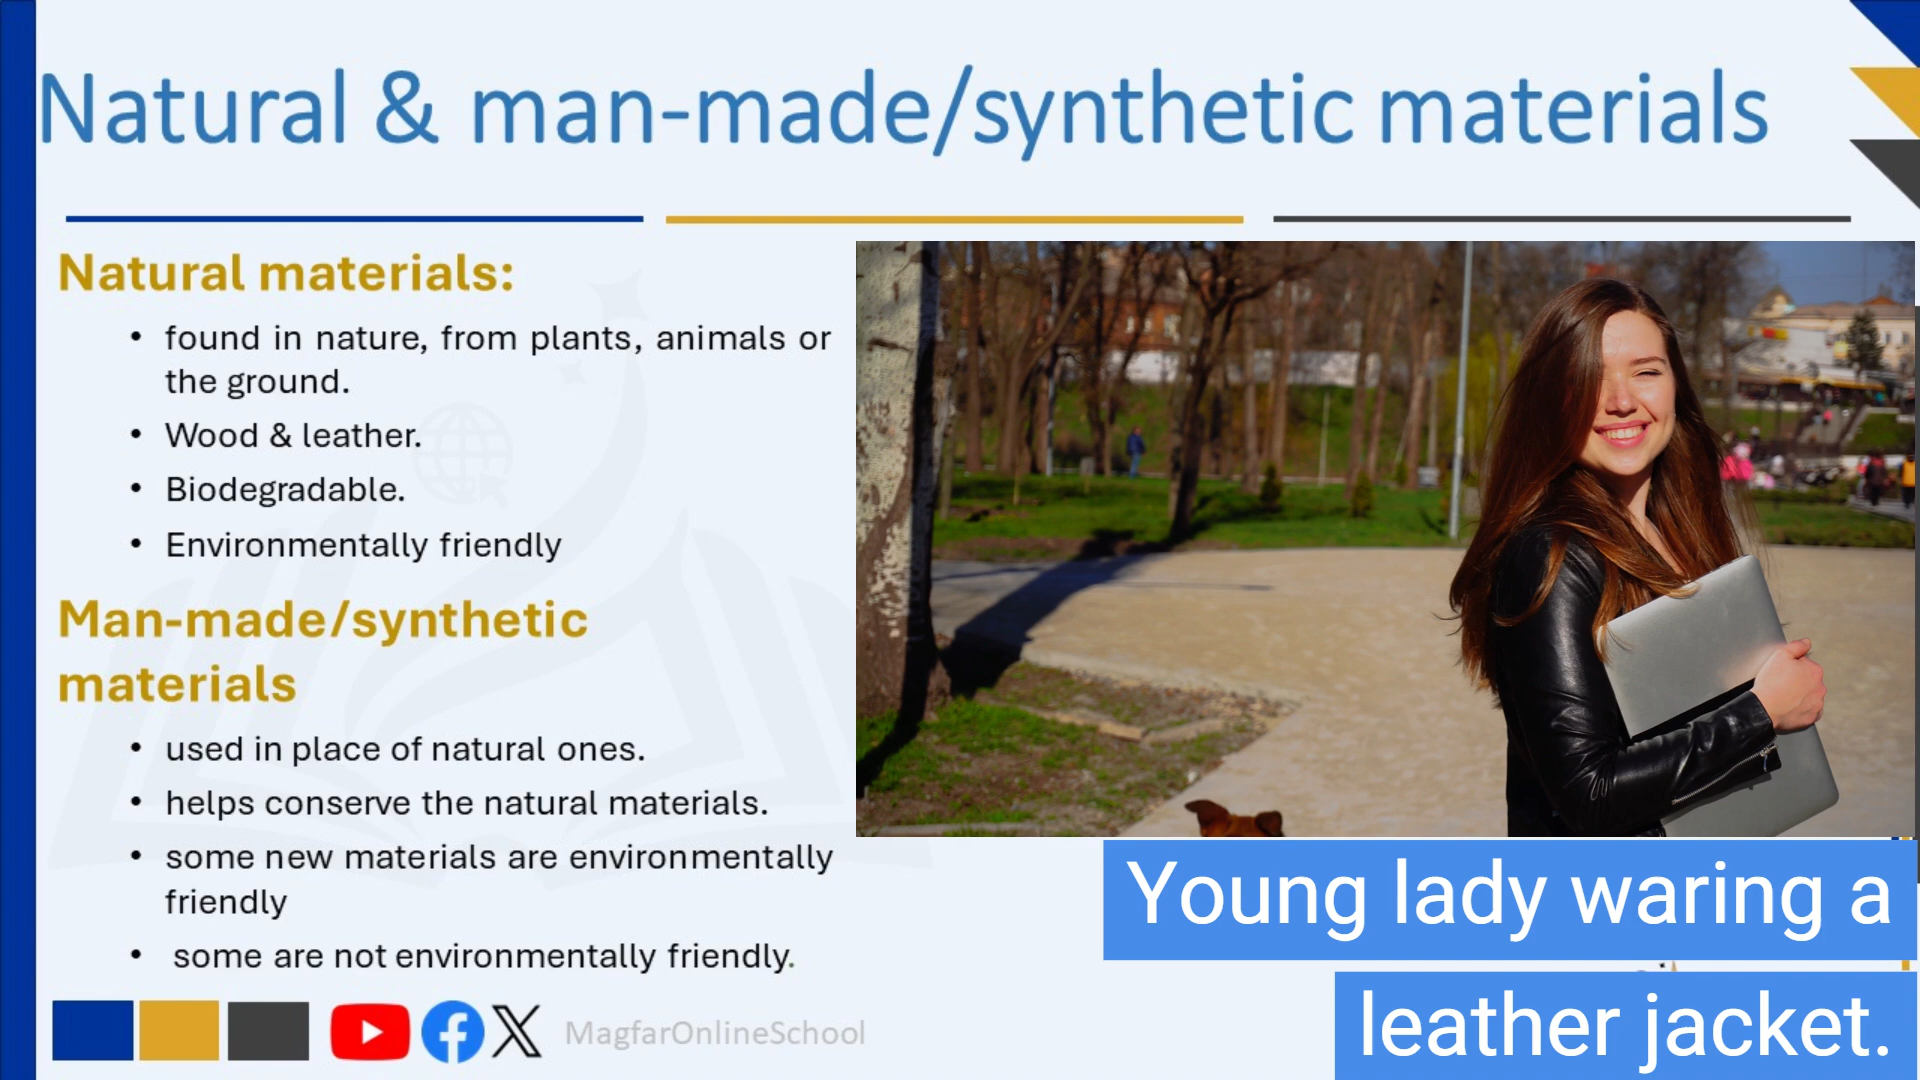 Natural & man-made/synthetic materials
Natural materials:
• found in nature, from plants, animals or
the ground.
• Wood & leather.
• Biodegradable.
• Environmentally friendly
Man-made/synthetic
materials
• used in place of natural ones.
• helps conserve the natural materials.
• some new materials are environmentally
friendly
• some are not environmentally friendly.
Young lady waring a
leather jacket.
MagfarOnlineSchool